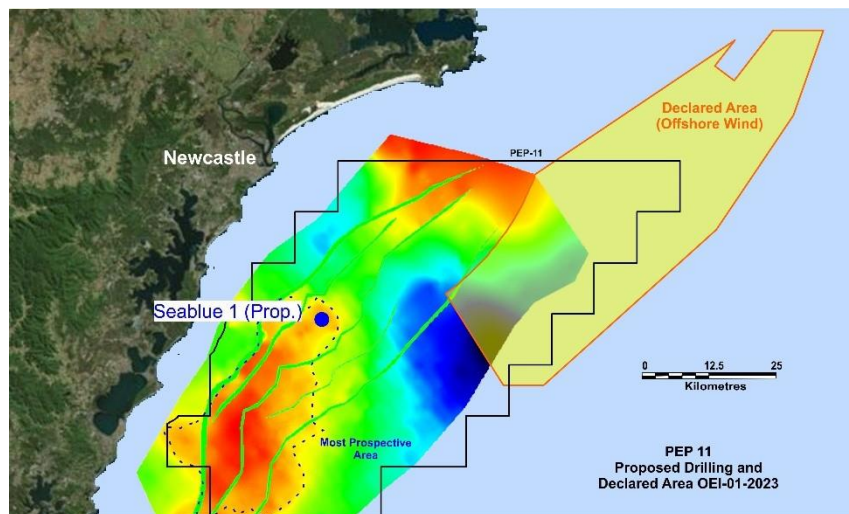 PEP-11
Declared Area
(Offshore Wind)
Newcastle
Seablue 1 (Prop.)
0 12.5 25
Kilometres
Most Prospective
Area
PEP 11
Proposed Drilling and
Declared Area OEI-01-2023